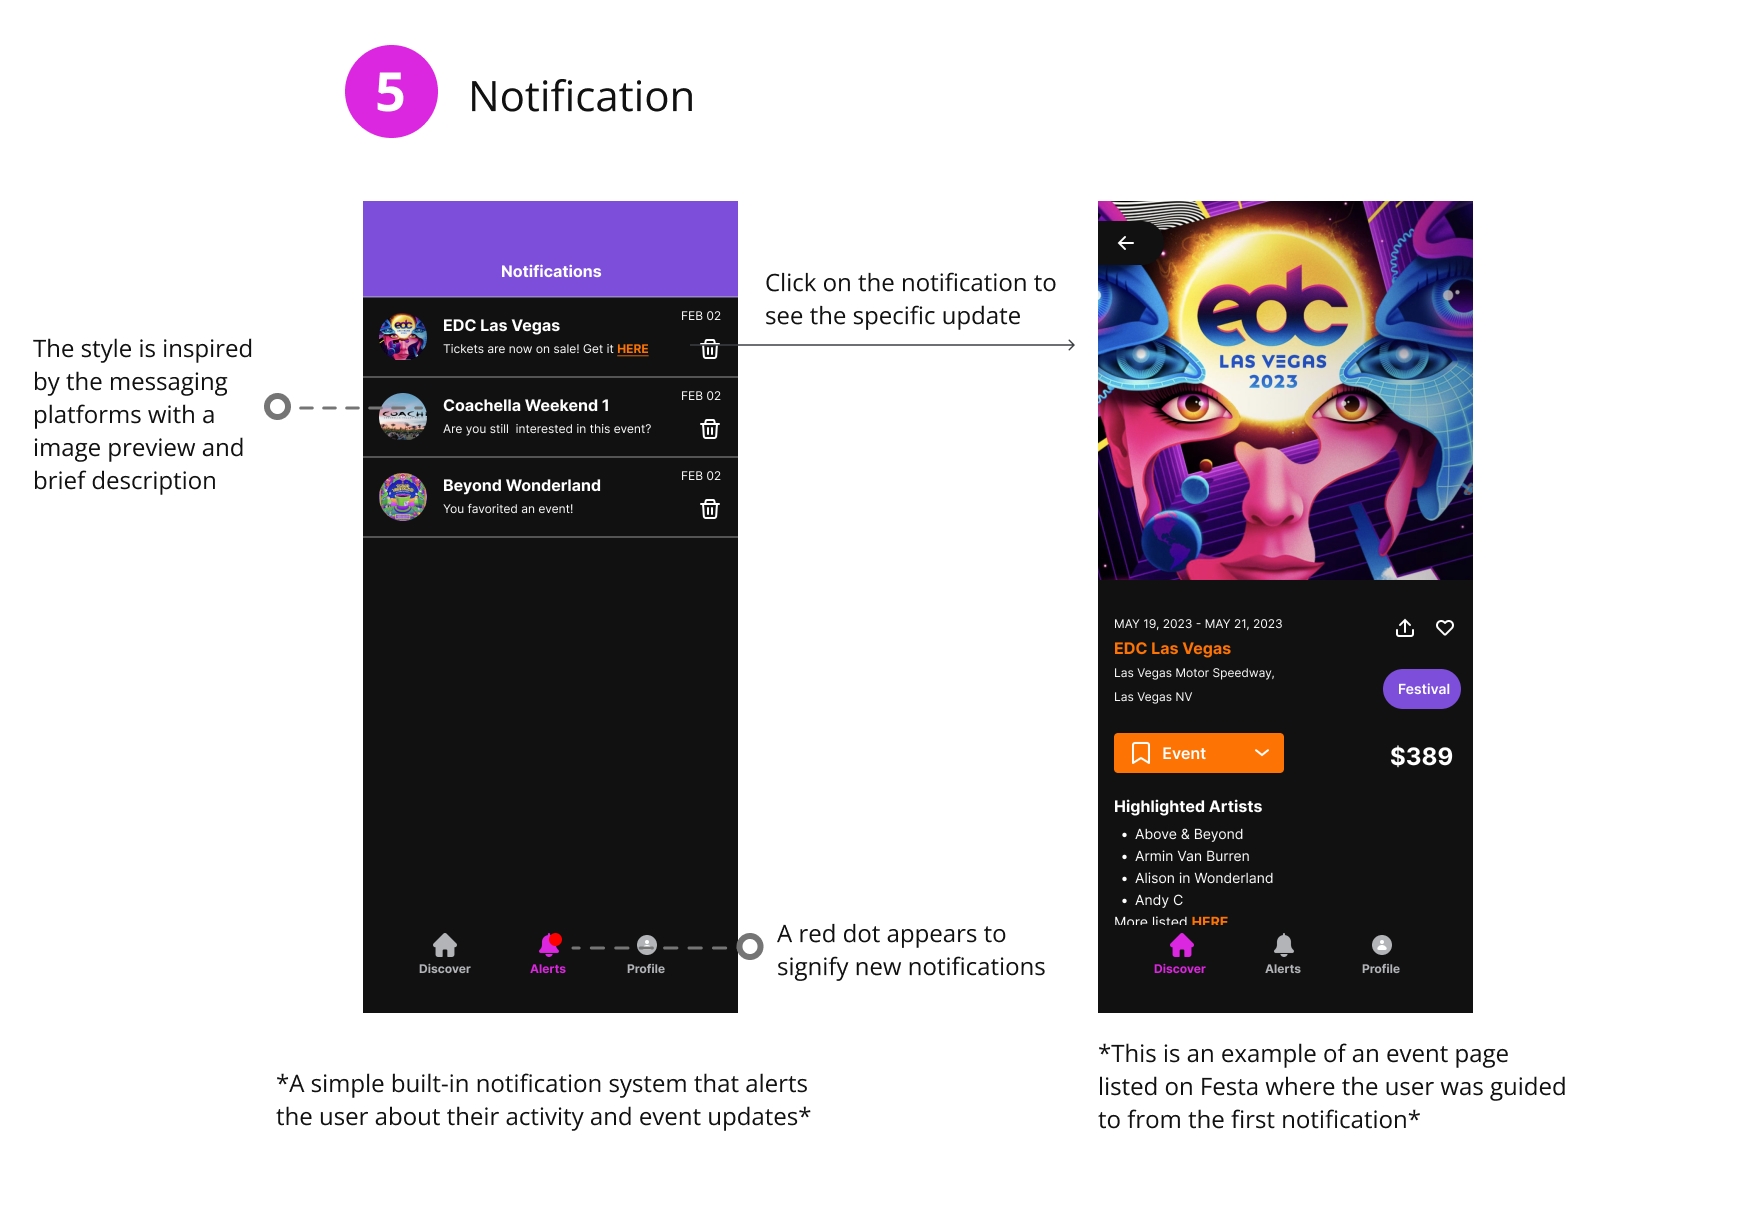 5
Notification
Notifications
EDC Las Vegas
FEB 02
Tickets are now on sale! Get it HERE
COACH
Coachella Weekend 1
FEB 02
Are you still  interested in this event?
Beyond Wonderland
FEB 02
You favorited an event!
Discover
Alerts
Profile
The style is inspired
by the messaging
platforms with a
image preview and
brief description
Click on the notification to
see the specific update
A red dot appears to
signify new notifications
*A simple built-in notification system that alerts
the user about their activity and event updates*
edc
LAS VEGAS
2023
MAY 19, 2023 - MAY 21, 2023
EDC Las Vegas
Las Vegas Motor Speedway,
Las Vegas NV
Festival
Event
$389
Highlighted Artists
• Above & Beyond
• Armin Van Burren
• Alison in Wonderland
• Andy C
More listed HERE
Discover
Alerts
Profile
*This is an example of an event page
listed on Festa where the user was guided
to from the first notification*